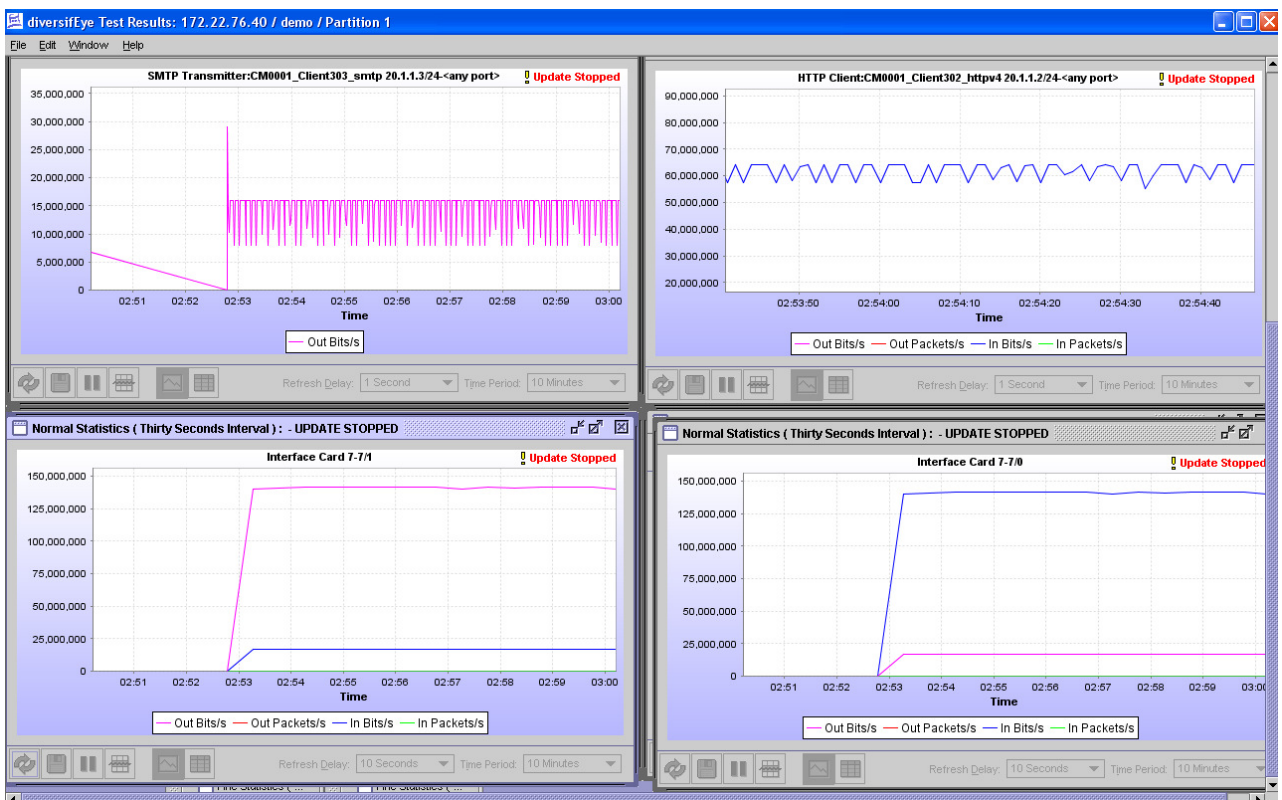 diversifEye Test Results: 172.22.76.40 / demo / Partition 1
File Edit Window Help
SMTP Transmitter:CM0001_Client303_smtp 20.1.1.3/24-<any port>
Update Stopped
35,000,000
30,000,000
25,000,000
20,000,000
15,000,000
10,000,000
5,000,000
0
02:51 02:52 02:53 02:54 02:55 02:56 02:57 02:58 02:59 03:00
Time
Out Bits/s
Refresh Delay: 1 Second Time Period: 10 Minutes
HTTP Client:CM0001_Client302_httpv4 20.1.1.2/24-<any port>
Update Stopped
90,000,000
80,000,000
70,000,000
60,000,000
50,000,000
40,000,000
30,000,000
20,000,000
02:53:50 02:54:00 02:54:10 02:54:20 02:54:30 02:54:40
Time
Out Bits/s Out Packets/s In Bits/s In Packets/s
Refresh Delay: 1 Second Time Period: 10 Minutes
Normal Statistics ( Thirty Seconds Interval ) : - UPDATE STOPPED
Interface Card 7-7/1
Update Stopped
150,000,000
125,000,000
100,000,000
75,000,000
50,000,000
25,000,000
0
02:51 02:52 02:53 02:54 02:55 02:56 02:57 02:58 02:59 03:00
Time
Out Bits/s Out Packets/s In Bits/s In Packets/s
Refresh Delay: 10 Seconds Time Period: 10 Minutes
Normal Statistics ( Thirty Seconds Interval ) : - UPDATE STOPPED
Interface Card 7-7/0
Update Stopped
150,000,000
125,000,000
100,000,000
75,000,000
50,000,000
25,000,000
0
02:51 02:52 02:53 02:54 02:55 02:56 02:57 02:58 02:59 03:00
Time
Out Bits/s Out Packets/s In Bits/s In Packets/s
Refresh Delay: 10 Seconds Time Period: 10 Minutes